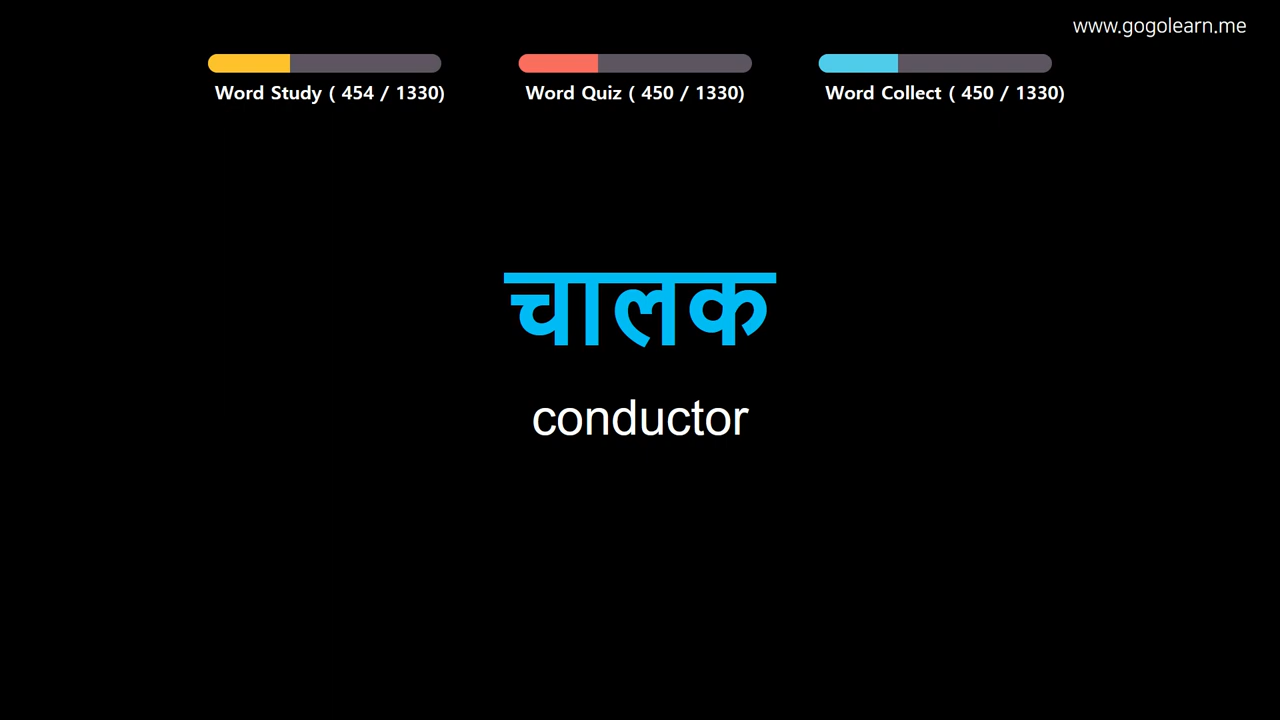 www.gogolearn.me
Word Study ( 454 / 1330)
Word Quiz ( 450 / 1330)
Word Collect ( 450 / 1330)
चालक
conductor